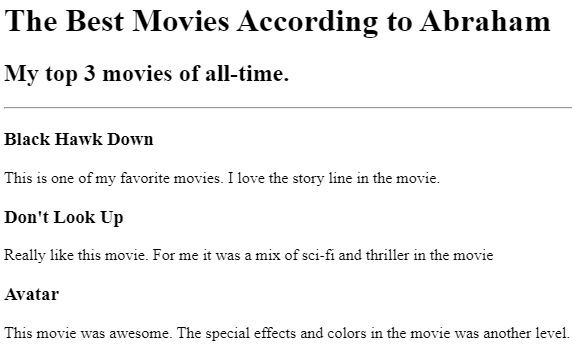 The Best Movies According to Abraham
My top 3 movies of all-time.
Black Hawk Down
This is one of my favorite movies. I love the story line in the movie.
Don't Look Up
Really like this movie. For me it was a mix of sci-fi and thriller in the movie
Avatar
This movie was awesome. The special effects and colors in the movie was another level.